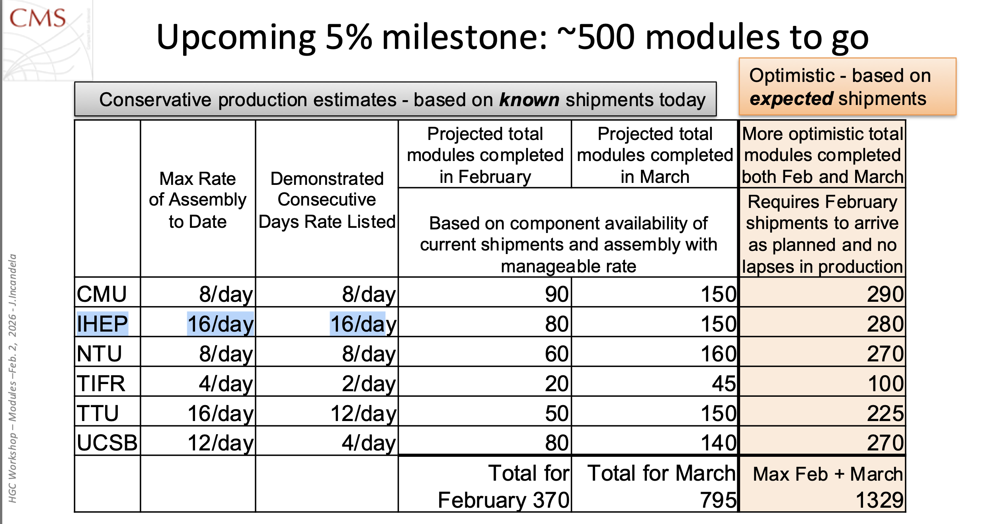 CMS
Compact Muon Solenoid
Upcoming 5% milestone: ~500 modules to go
Conservative production estimates - based on known shipments today
Optimistic - based on
expected shipments
Max Rate
of Assembly
to Date
Demonstrated
Consecutive
Days Rate Listed
Projected total
modules completed
in February
Projected total
modules completed
in March
More optimistic total
modules completed
both Feb and March
Based on component availability of
current shipments and assembly with
manageable rate
Requires February
shipments to arrive
as planned and no
lapses in production
CMU 8/day 8/day 90 150 290
IHEP 16/day 16/day 80 150 280
NTU 8/day 8/day 60 160 270
TIFR 4/day 2/day 20 45 100
TTU 16/day 12/day 50 150 225
UCSB 12/day 4/day 80 140 270
Total for
February 370
Total for March
795
Max Feb + March
1329
HGC Workshop – Modules –Feb. 2, 2026 - J.Incandela